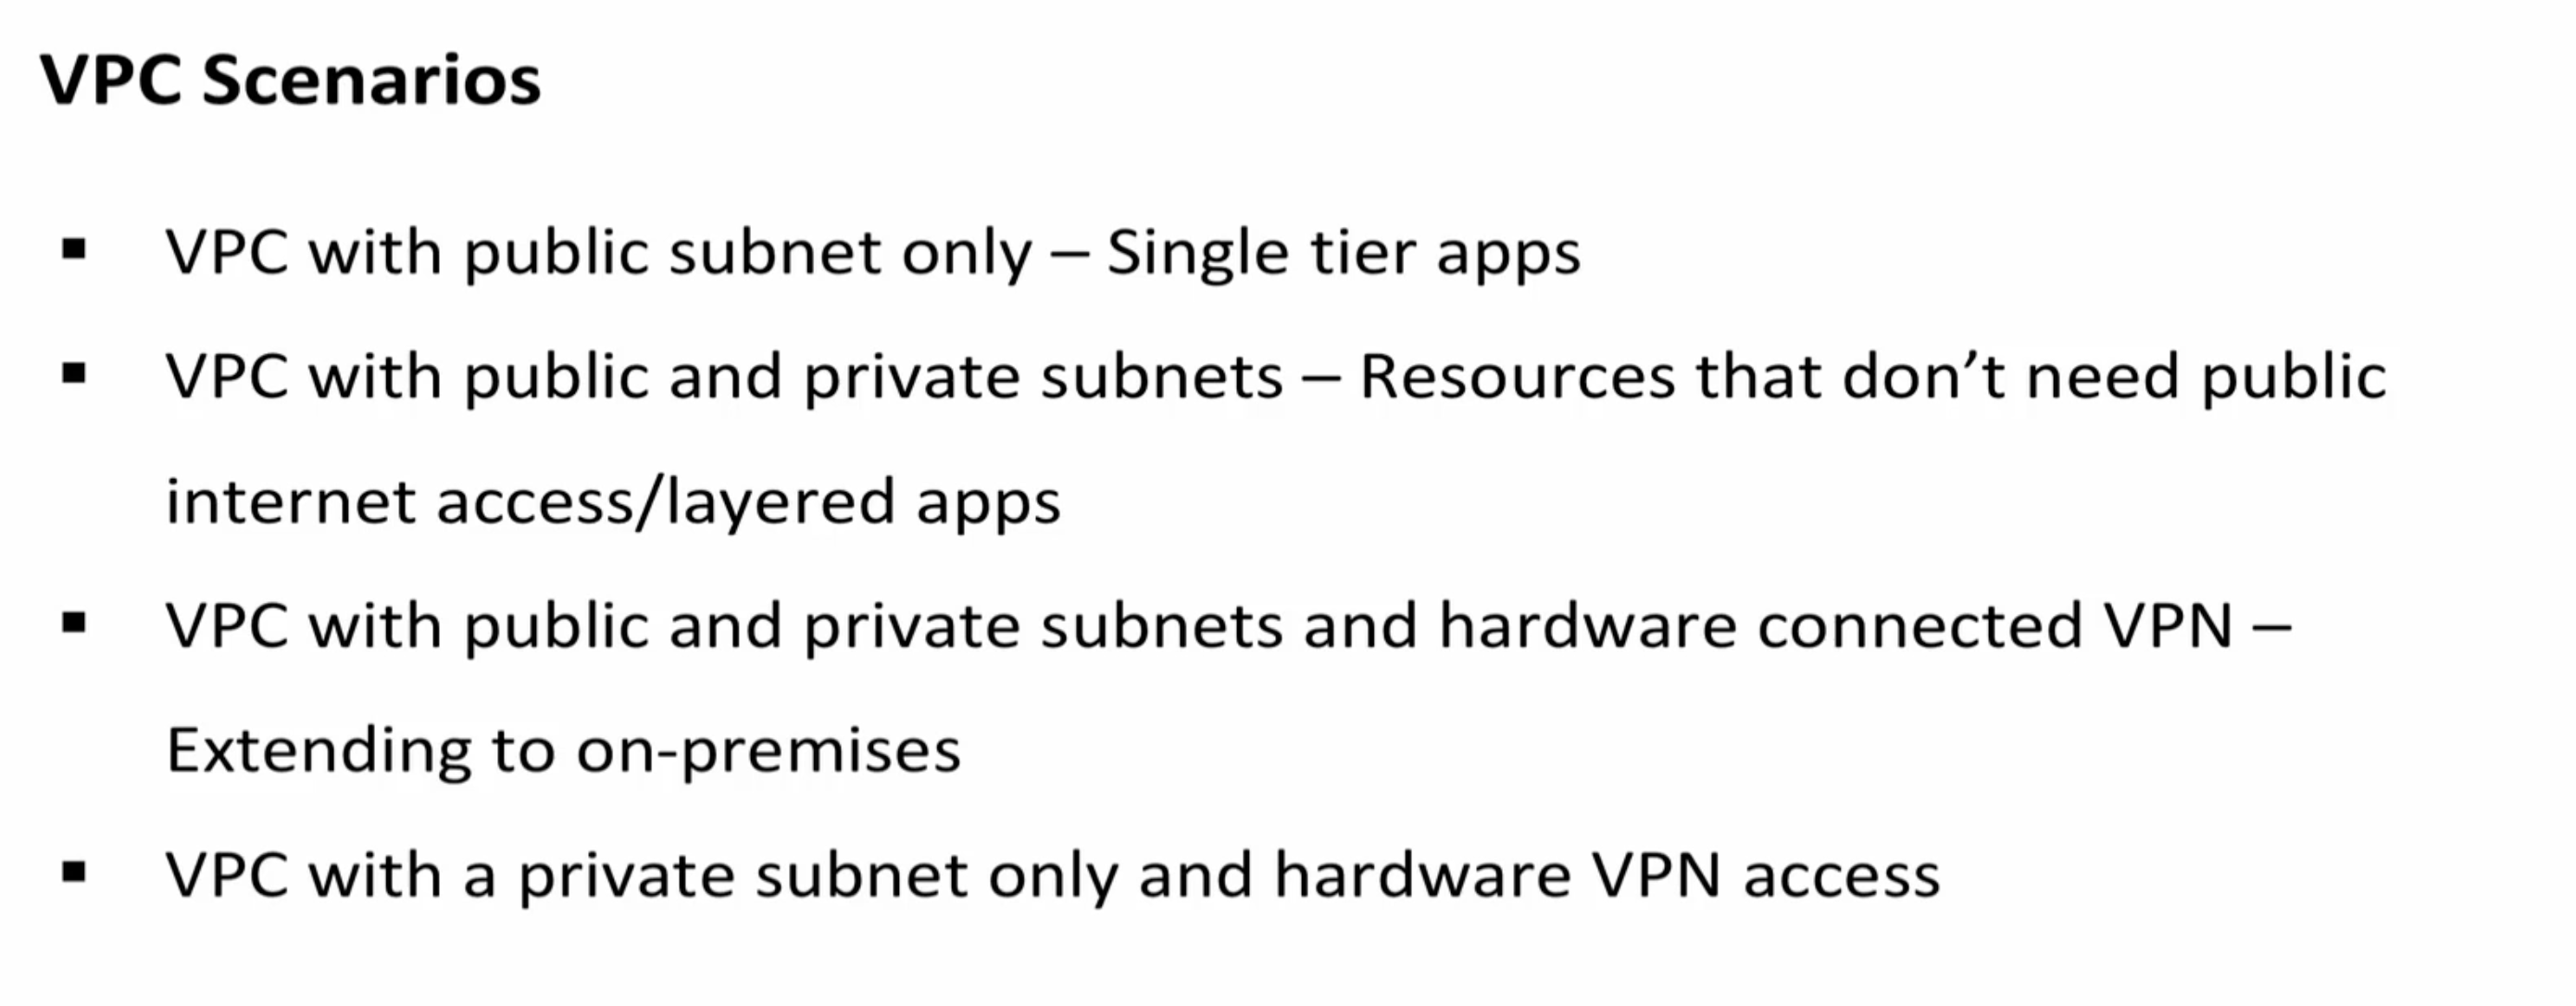 VPC Scenarios
▪ VPC with public subnet only – Single tier apps
▪ VPC with public and private subnets – Resources that don’t need public
internet access/layered apps
▪ VPC with public and private subnets and hardware connected VPN –
Extending to on-premises
▪ VPC with a private subnet only and hardware VPN access